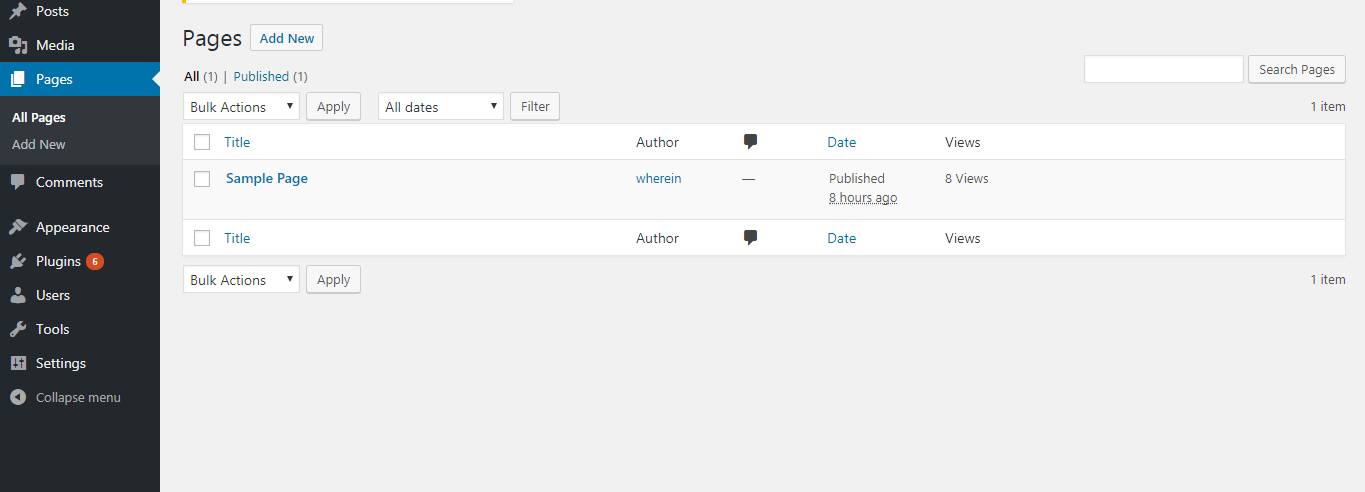 Posts
Media
Pages
All Pages
Add New
Comments
Appearance
Plugins 6
Users
Tools
Settings
Collapse menu
Pages Add New
All (1) | Published (1)
Search Pages
Bulk Actions Apply All dates Filter 1 item
Title Author Date Views
Sample Page wherein — Published 8 Views
8 hours ago
Title Author Date Views
Bulk Actions Apply 1 item